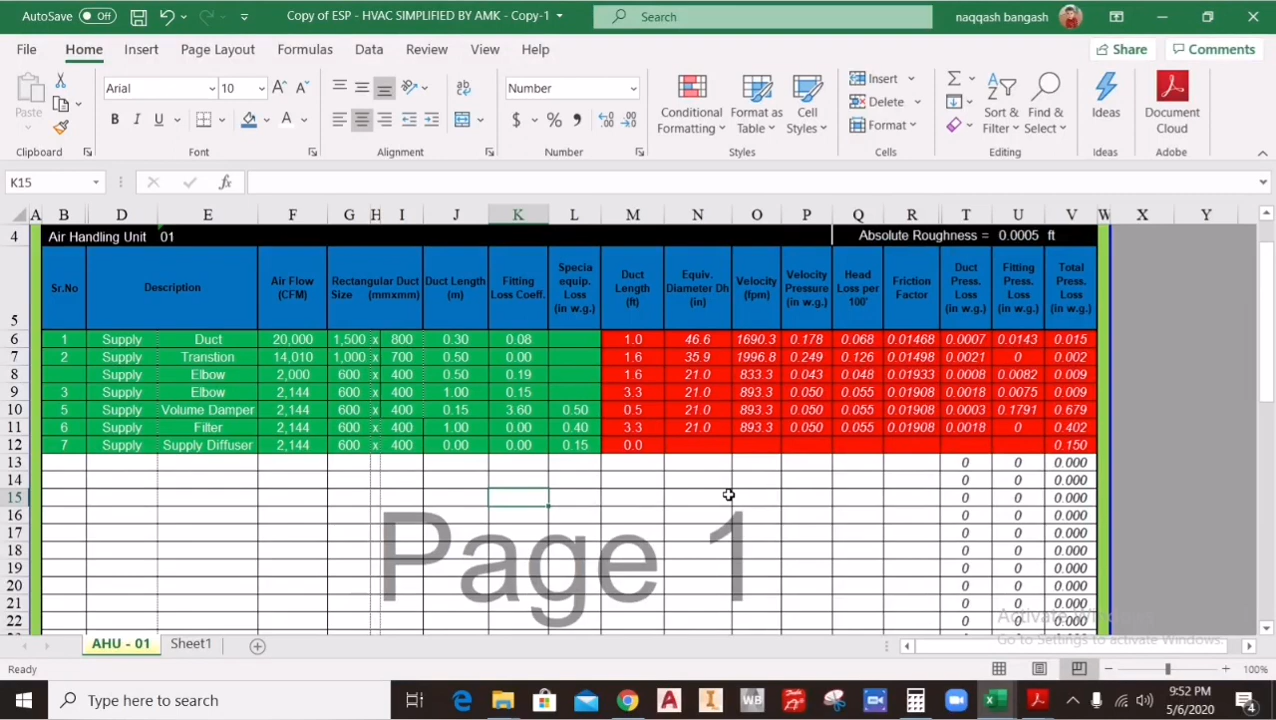 AutoSave Off Copy of ESP - HVAC SIMPLIFIED BY AMK - Copy-1 Search naqqash bangash
File Home Insert Page Layout Formulas Data Review View Help Share Comments
Paste Arial 10 Number Conditional Formatting Format as Table Cell Styles Insert Delete Format Sort & Filter Find & Select Ideas Document Cloud
Clipboard Font Alignment Number Styles Cells Editing Ideas Adobe
K15 fx
A B D E F G H I J K L M N O P Q R T U V W X Y
4 Air Handling Unit 01 Absolute Roughness = 0.0005 ft
5 Sr.No Description Air Flow (CFM) Rectangular Duct Size (mmxmm) Duct Length (m) Fitting Loss Coeff. Specia equip. Loss (in w.g.) Duct Length (ft) Equiv. Diameter Dh (in) Velocity (fpm) Velocity Pressure (in w.g.) Head Loss per 100' Friction Factor Duct Press. Loss (in w.g.) Fitting Press. Loss (in w.g.) Total Press. Loss (in w.g.)
6 1 Supply Duct 20,000 1,500 x 800 0.30 0.08 1.0 46.6 1690.3 0.178 0.068 0.01468 0.0007 0.0143 0.015
7 2 Supply Transtion 14,010 1,000 x 700 0.50 0.00 1.6 35.9 1996.8 0.249 0.126 0.01498 0.0021 0 0.002
8 Supply Elbow 2,000 600 x 400 0.50 0.19 1.6 21.0 833.3 0.043 0.048 0.01933 0.0008 0.0082 0.009
9 3 Supply Elbow 2,144 600 x 400 1.00 0.15 3.3 21.0 893.3 0.050 0.055 0.01908 0.0018 0.0075 0.009
10 5 Supply Volume Damper 2,144 600 x 400 0.15 3.60 0.50 0.5 21.0 893.3 0.050 0.055 0.01908 0.0003 0.1791 0.679
11 6 Supply Filter 2,144 600 x 400 1.00 0.00 0.40 3.3 21.0 893.3 0.050 0.055 0.01908 0.0018 0 0.402
12 7 Supply Supply Diffuser 2,144 600 x 400 0.00 0.00 0.15 0.0 0.150
13 0 0 0.000
14 0 0 0.000
15 0 0 0.000
16 0 0 0.000
17 0 0 0.000
18 0 0 0.000
19 0 0 0.000
20 0 0 0.000
21 0 0 0.000
22 0 0 0.000
Page 1
Activate Windows
Go to Settings to activate Windows.
AHU - 01 Sheet1
Ready 100%
Type here to search 9:52 PM
5/6/2020 4